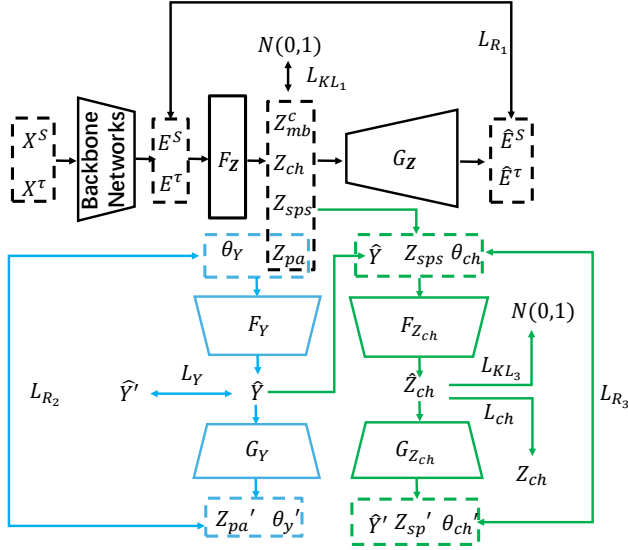 L_{R_1}
N(0,1)
L_{KL_1}
X^S
X^τ
Backbone
Networks
E^S
E^τ
F_Z
Z^c_{mb}
Z_{ch}
Z_{sps}
Z_{pa}
G_Z
Ê^S
Ê^τ
θ_Y
Ŷ Z_{sps} θ_{ch}
F_Y
F_{Z_{ch}}
N(0,1)
L_{R_2}
Ŷ′
L_Y
Ŷ
Ẑ_{ch}
L_{KL_3}
L_{ch}
L_{R_3}
G_Y
G_{Z_{ch}}
Z_{ch}
Z_{pa}′ θ_y′
Ŷ′ Z_{sp}′ θ_{ch}′